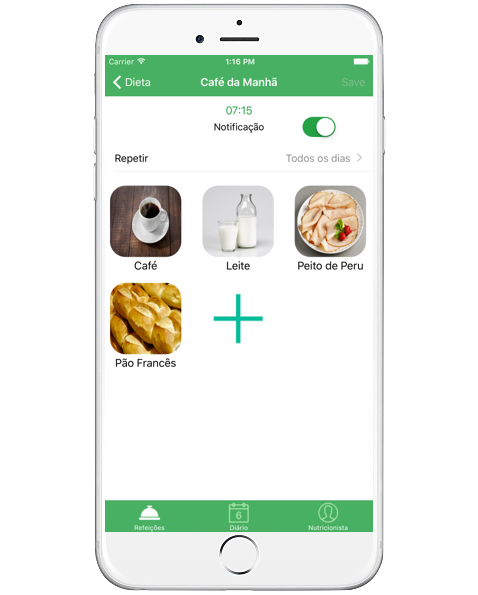 Carrier 1:16 PM
Dieta Café da Manhã Save
07:15
Notificação
Repetir Todos os dias
Café Leite Peito de Peru
Pão Francês
6
Refeições Diário Nutricionista